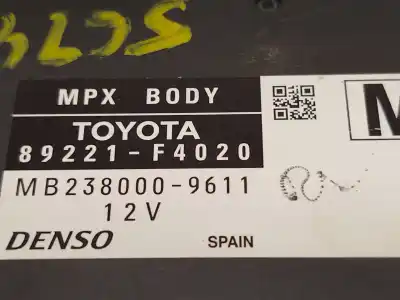 MPX BODY
TOYOTA
89221-F4020
MB238000-9611
12V
DENSO
SPAIN
M